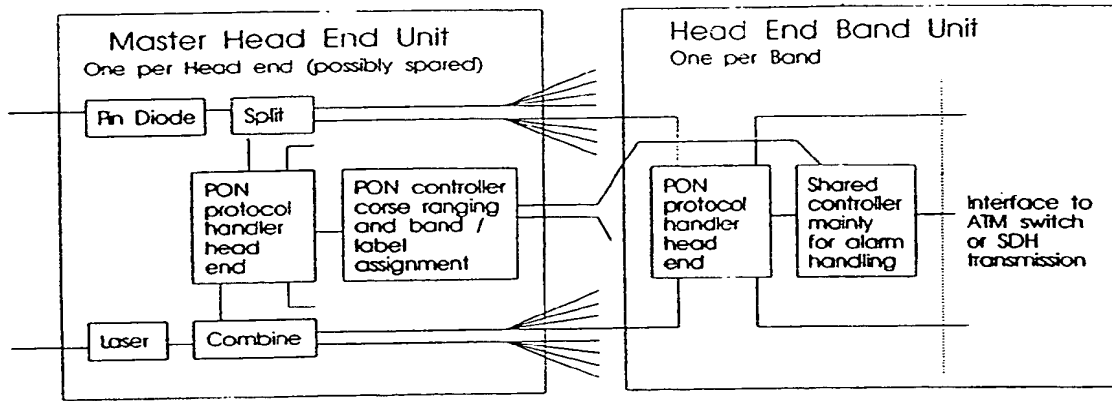 Master Head End Unit
One per Head end (possibly spared)
Pin Diode
Split
PON
protocol
handler
head
end
PON controller
corse ranging
and band /
label
assignment
Laser
Combine
Head End Band Unit
One per Band
PON
protocol
handler
head
end
Shared
controller
mainly
for alarm
handling
Interface to
ATM switch
or SDH
transmission